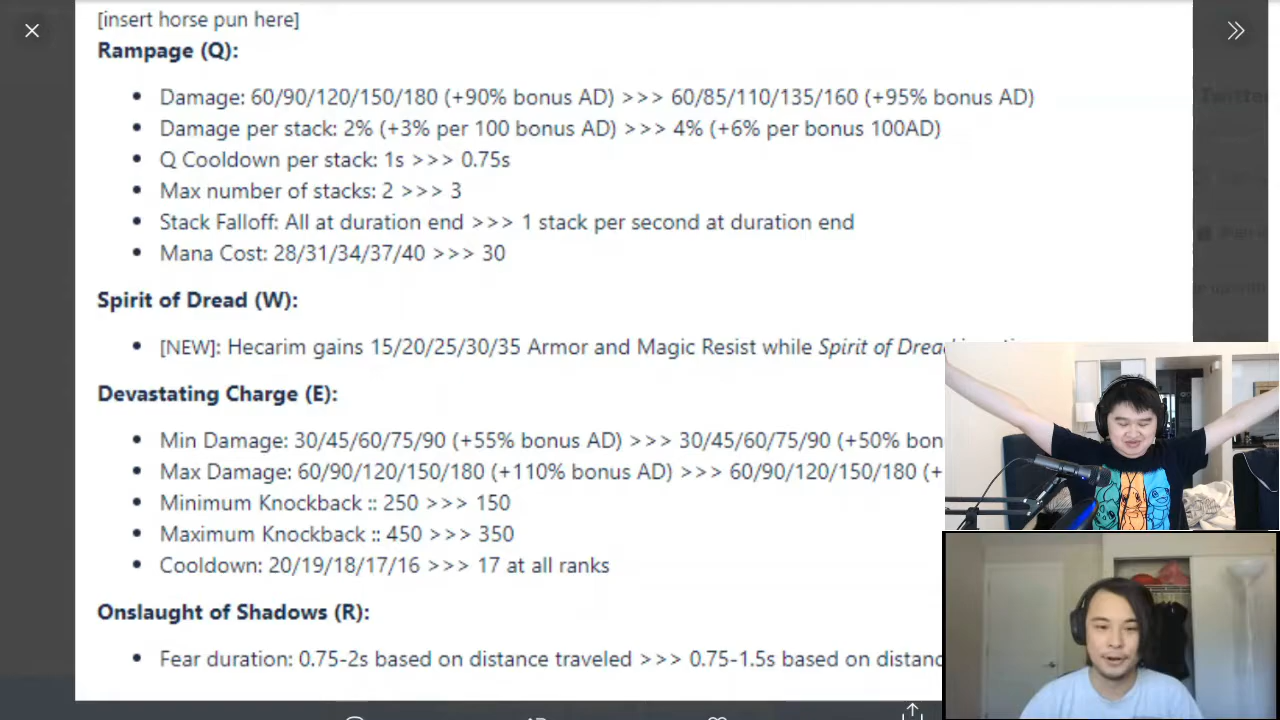 [insert horse pun here]
Rampage (Q):
• Damage: 60/90/120/150/180 (+90% bonus AD) >>> 60/85/110/135/160 (+95% bonus AD)
• Damage per stack: 2% (+3% per 100 bonus AD) >>> 4% (+6% per bonus 100AD)
• Q Cooldown per stack: 1s >>> 0.75s
• Max number of stacks: 2 >>> 3
• Stack Falloff: All at duration end >>> 1 stack per second at duration end
• Mana Cost: 28/31/34/37/40 >>> 30
Spirit of Dread (W):
• [NEW]: Hecarim gains 15/20/25/30/35 Armor and Magic Resist while Spirit of Dread
Devastating Charge (E):
• Min Damage: 30/45/60/75/90 (+55% bonus AD) >>> 30/45/60/75/90 (+50% bon
• Max Damage: 60/90/120/150/180 (+110% bonus AD) >>> 60/90/120/150/180 (+
• Minimum Knockback :: 250 >>> 150
• Maximum Knockback :: 450 >>> 350
• Cooldown: 20/19/18/17/16 >>> 17 at all ranks
Onslaught of Shadows (R):
• Fear duration: 0.75-2s based on distance traveled >>> 0.75-1.5s based on distanc
Twitter